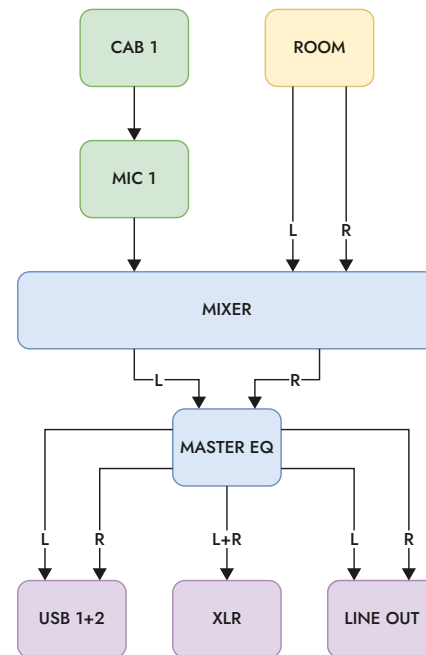 CAB 1
ROOM
MIC 1
L
R
MIXER
L
R
MASTER EQ
L
R
L+R
L
R
USB 1+2
XLR
LINE OUT